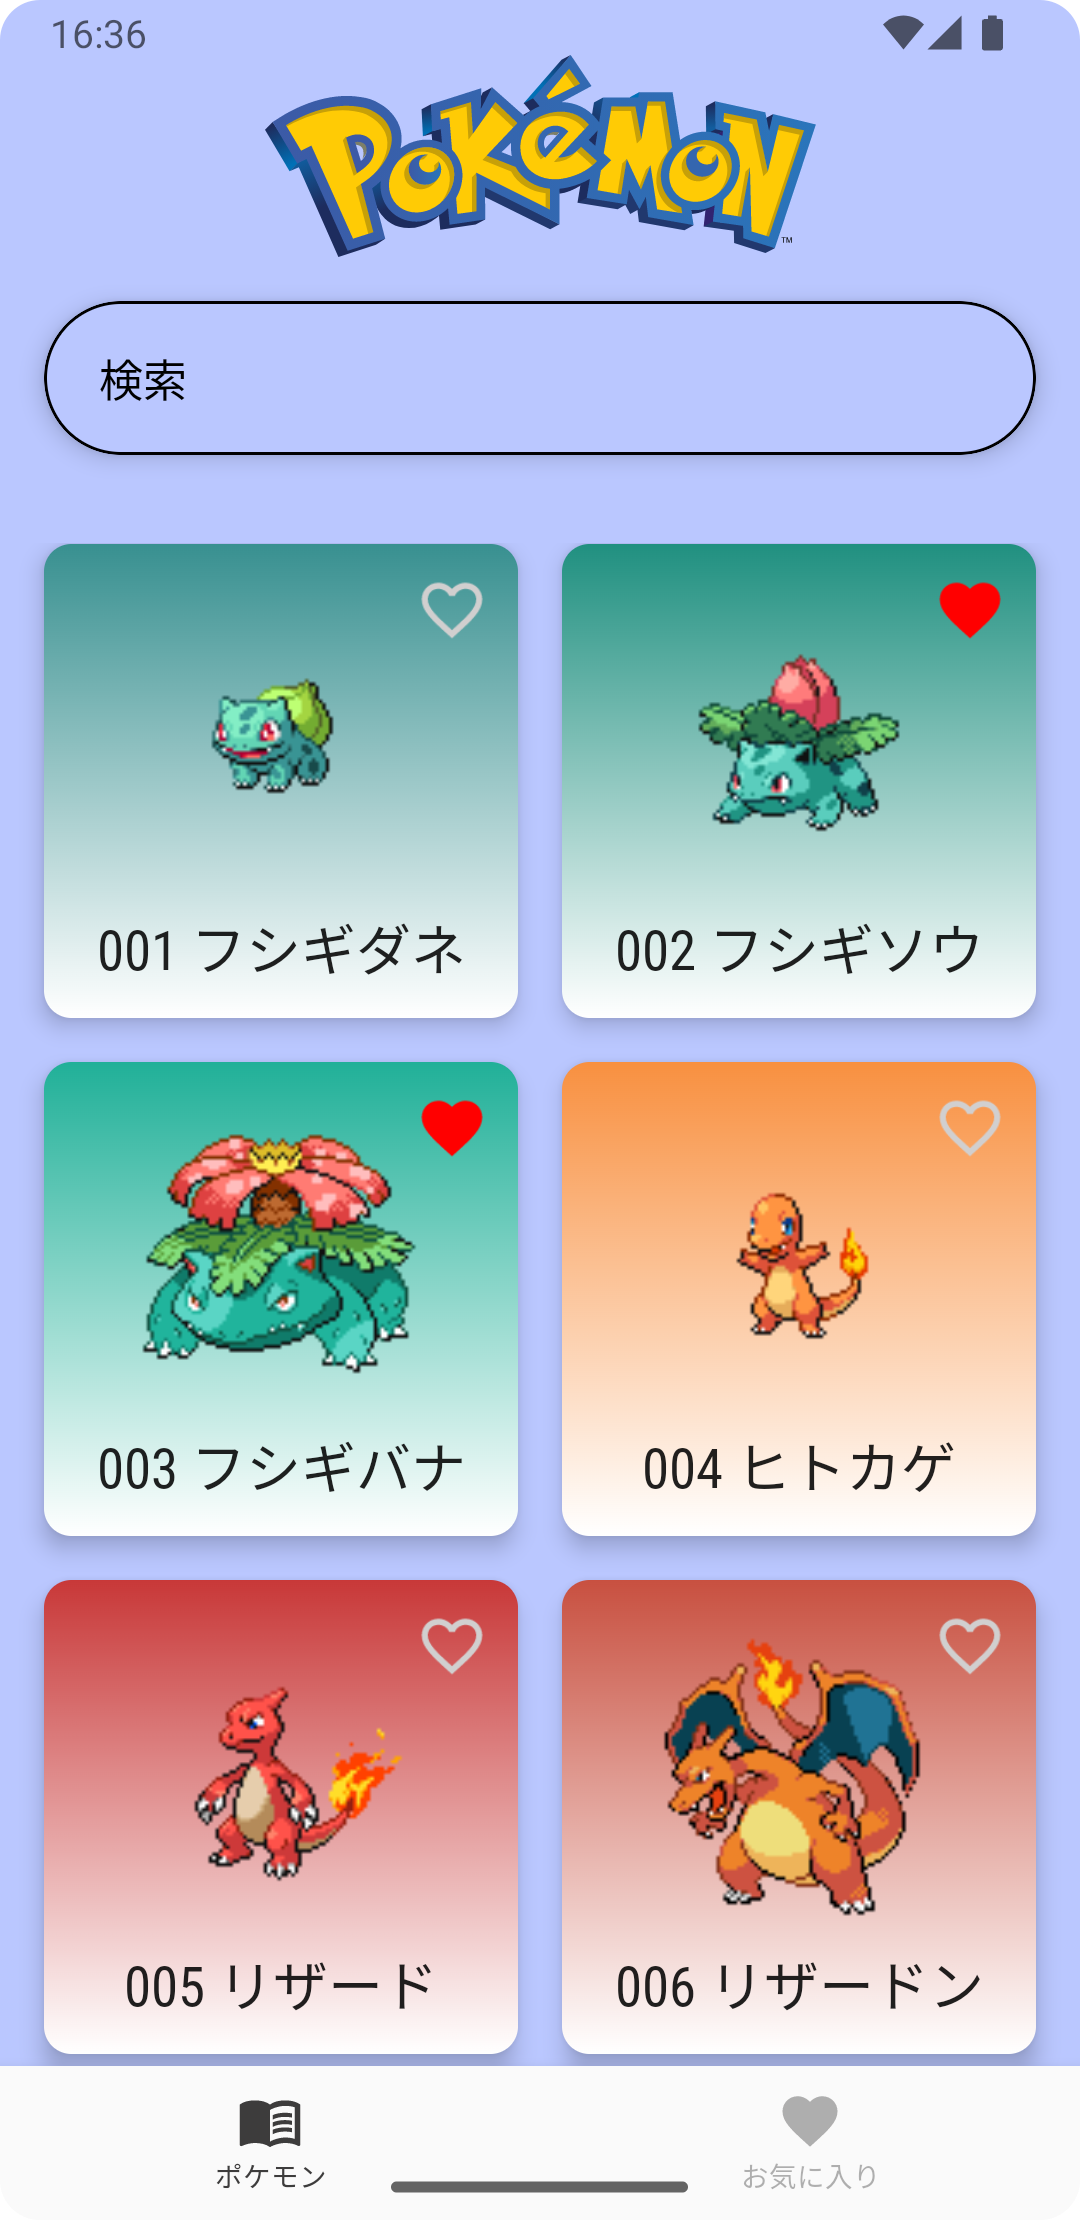 16:36
POKéMON
TM
検索
001 フシギダネ
002 フシギソウ
003 フシギバナ
004 ヒトカゲ
005 リザード
006 リザードン
ポケモン
お気に入り